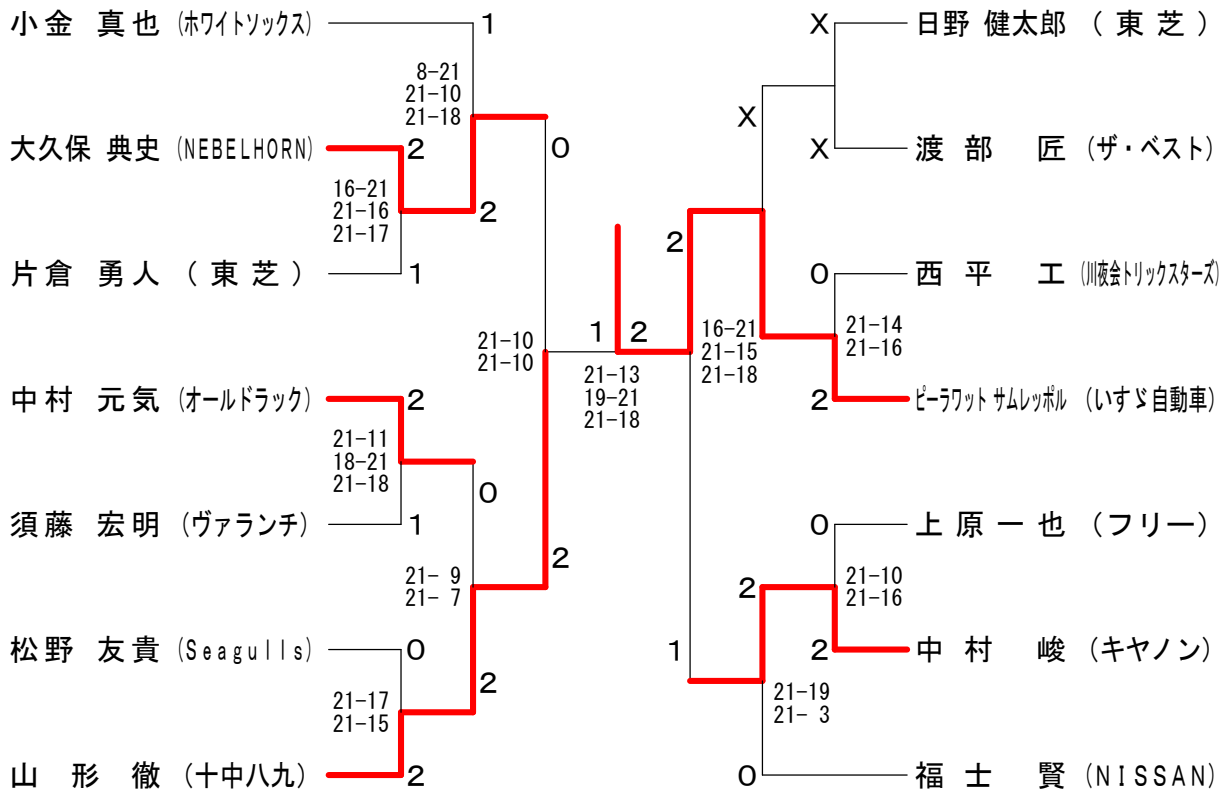 小金 真也 (ホワイトソックス)
1
8-21
21-10
21-18
大久保 典史 (NEBELHORN)
2
0
16-21
21-16
21-17
2
片倉 勇人 (東芝)
1
21-10
21-10
中村 元気 (オールドラック)
2
21-11
18-21
21-18
0
須藤 宏明 (ヴァランチ)
1
2
21- 9
21- 7
松野 友貴 (Seagulls)
0
2
21-17
21-15
山形 徹 (十中八九)
2
1
2
21-13
19-21
21-18
X
日野 健太郎 (東芝)
X
X
渡部 匠 (ザ・ベスト)
2
0
西平 工 (川夜会トリックスターズ)
16-21
21-15
21-18
21-14
21-16
2
ピーラワット サムレッポル (いすゞ自動車)
0
上原一也 (フリー)
2
21-10
21-16
1
2
中村 峻 (キヤノン)
21-19
21- 3
0
福士 賢 (NISSAN)